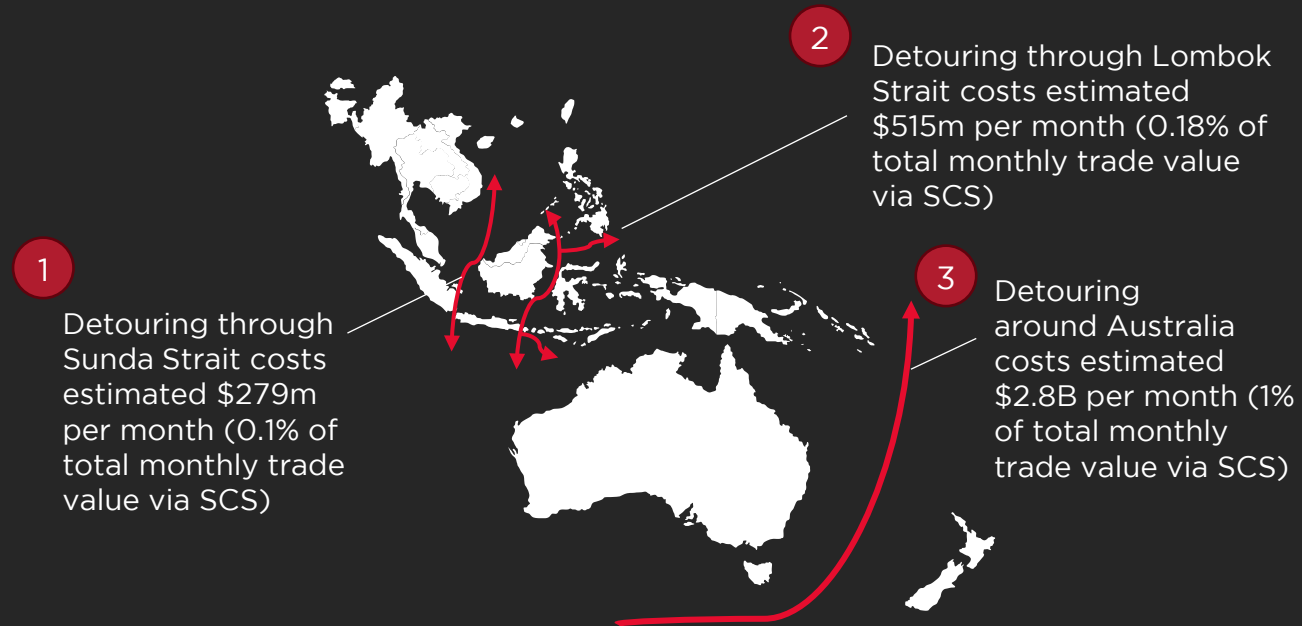 1
Detouring through
Sunda Strait costs
estimated $279m
per month (0.1% of
total monthly trade
value via SCS)
2
Detouring through Lombok
Strait costs estimated
$515m per month (0.18% of
total monthly trade value
via SCS)
3
Detouring
around Australia
costs estimated
$2.8B per month (1%
of total monthly
trade value via SCS)